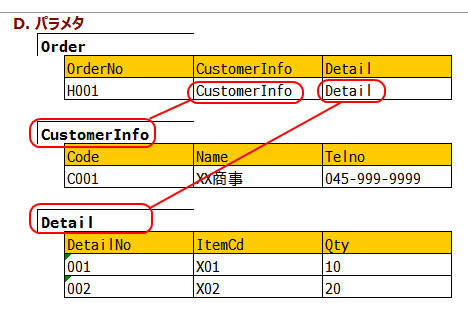 D. パラメタ
Order
OrderNo CustomerInfo Detail
H001 CustomerInfo Detail
CustomerInfo
Code Name Telno
C001 XX商事 045-999-9999
Detail
DetailNo ItemCd Qty
001 X01 10
002 X02 20